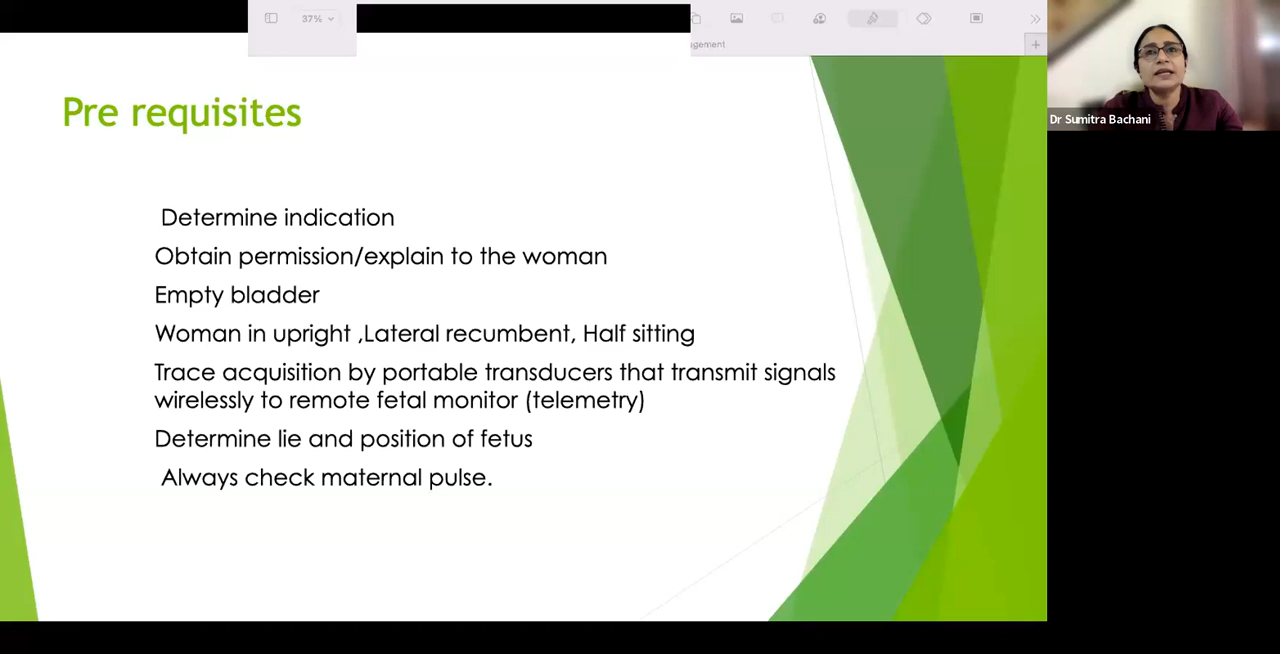 37%
agement
Dr Sumitra Bachani
Pre requisites
Determine indication
Obtain permission/explain to the woman
Empty bladder
Woman in upright ,Lateral recumbent, Half sitting
Trace acquisition by portable transducers that transmit signals
wirelessly to remote fetal monitor (telemetry)
Determine lie and position of fetus
Always check maternal pulse.